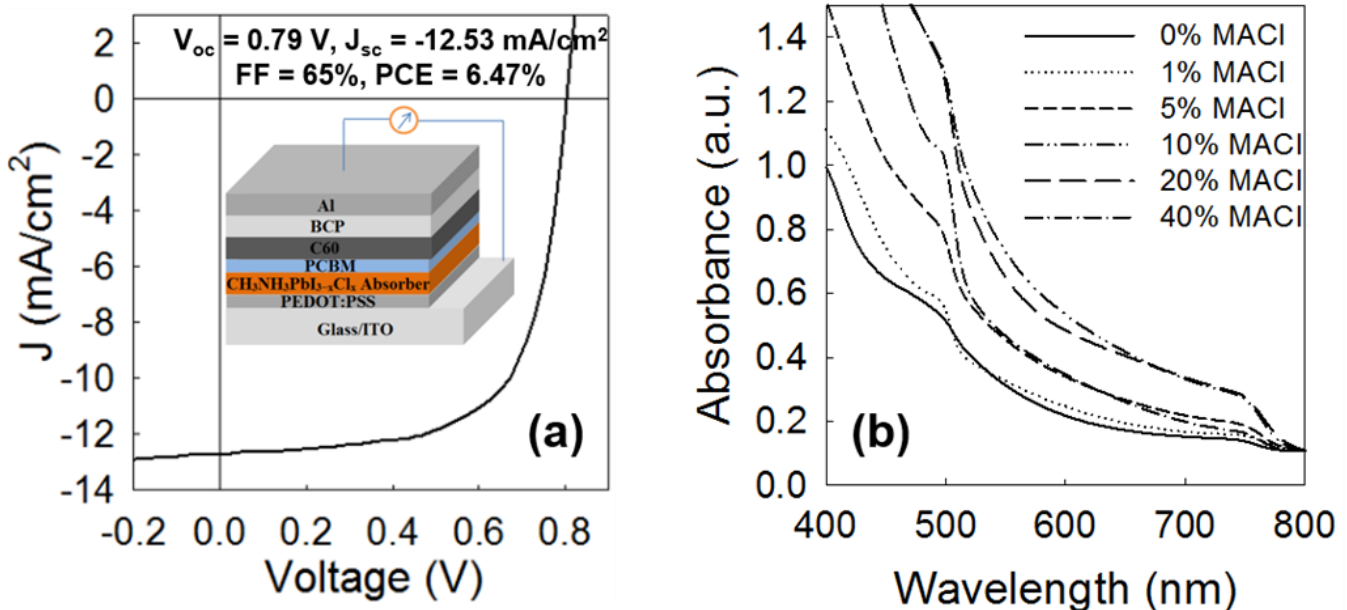 V_oc = 0.79 V, J_sc = -12.53 mA/cm²
FF = 65%, PCE = 6.47%
2
0
-2
-4
-6
-8
-10
-12
-14
J (mA/cm²)
Al
BCP
C60
PCBM
CH₃NH₃PbI₃₋ₓClₓ Absorber
PEDOT:PSS
Glass/ITO
(a)
-0.2 0.0 0.2 0.4 0.6 0.8
Voltage (V)
1.4
1.2
1.0
0.8
0.6
0.4
0.2
0.0
Absorbance (a.u.)
0% MACl
1% MACl
5% MACl
10% MACl
20% MACl
40% MACl
(b)
400 500 600 700 800
Wavelength (nm)